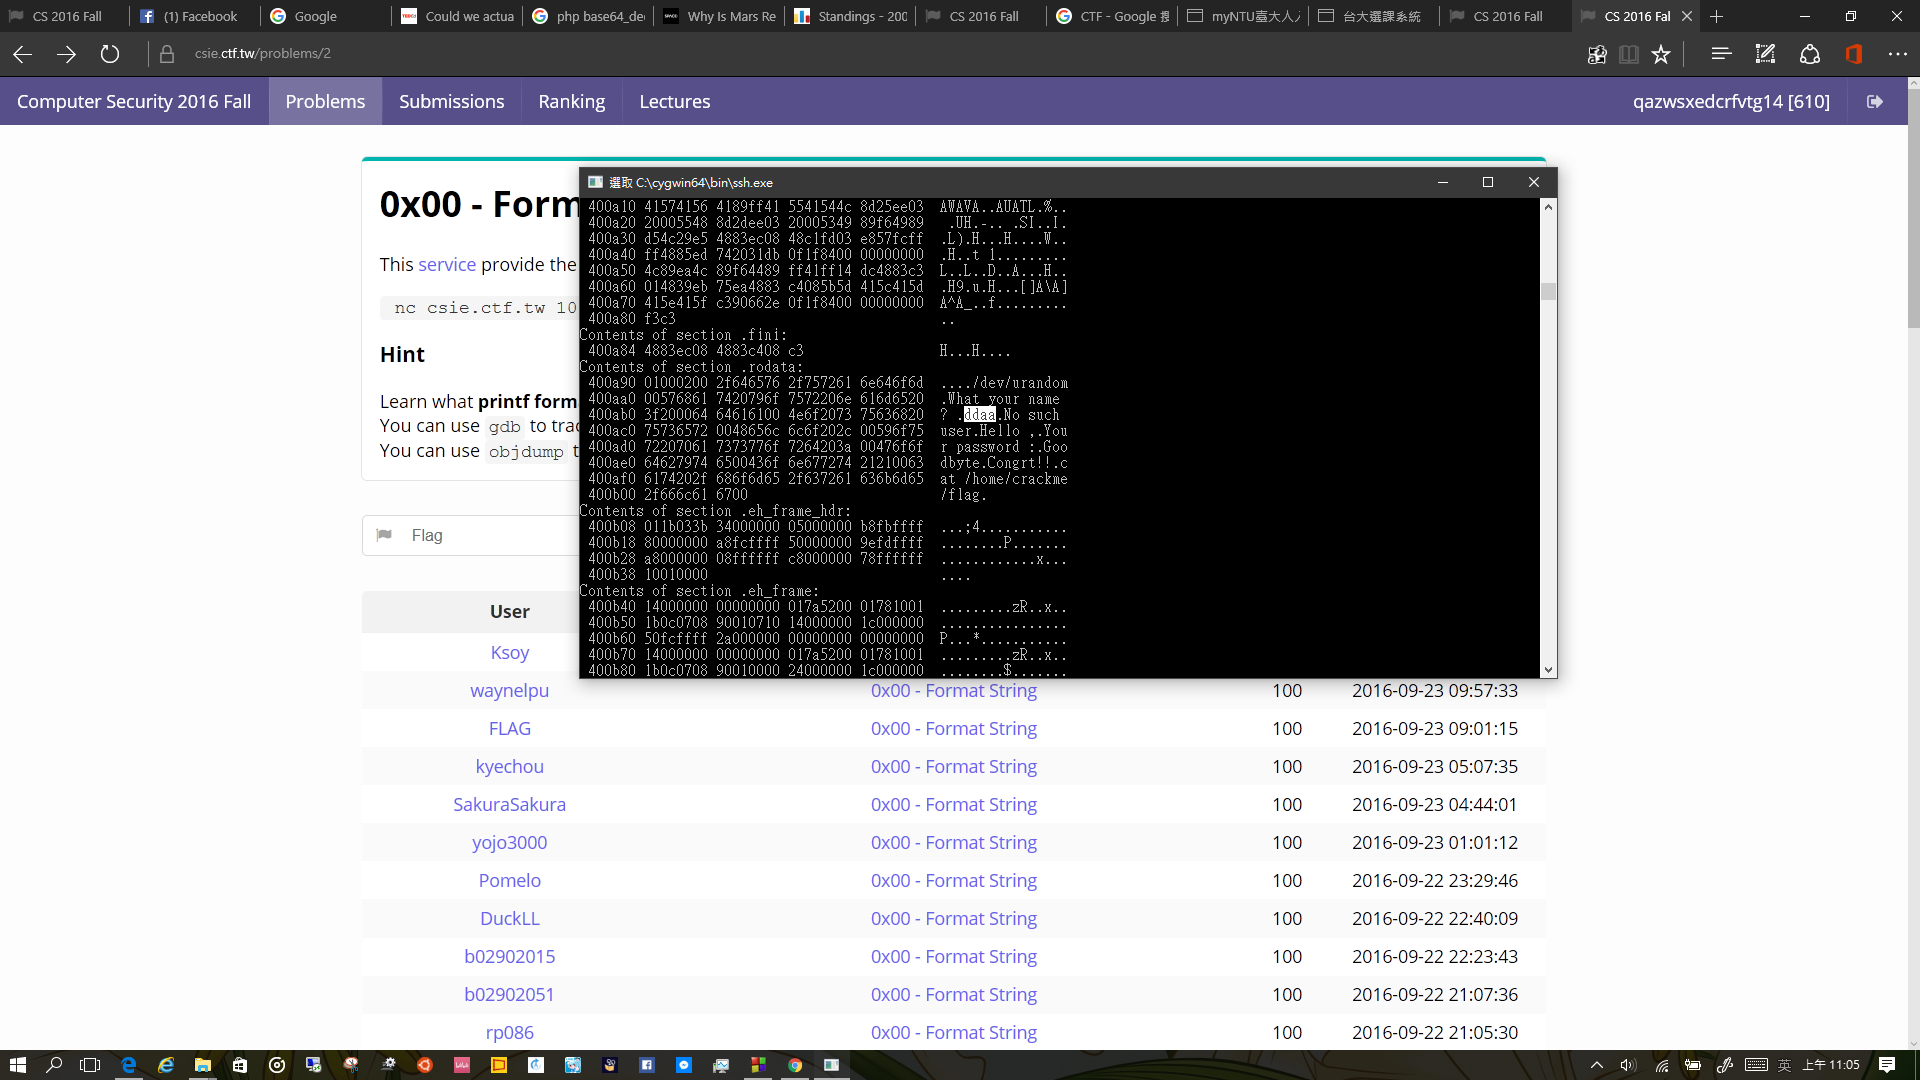 CS 2016 Fall
(1) Facebook
Google
Could we actua
php base64_de
Why Is Mars Re
Standings - 200
CS 2016 Fall
CTF - Google 搜
myNTU臺大人入
台大選課系統
CS 2016 Fall
CS 2016 Fal
csie.ctf.tw/problems/2
Computer Security 2016 Fall
Problems
Submissions
Ranking
Lectures
qazwsxedcrfvtg14 [610]
0x00 - Form
This service provide the
nc csie.ctf.tw 10
Hint
Learn what printf form
You can use gdb to trac
You can use objdump t
Flag
選取 C:\cygwin64\bin\ssh.exe
400a10 41574156 4189ff41 5541544c 8d25ee03 AWAVA..AUATL.%..
400a20 20005548 8d2dee03 20005349 89f64989 .UH.-.. .SI..I.
400a30 d54c29e5 4883ec08 48c1fd03 e857fcff .L).H...H....W..
400a40 ff4885ed 742031db 0f1f8400 00000000 .H..t 1.........
400a50 4c89ea4c 89f64489 ff41ff14 dc4883c3 L..L..D..A...H..
400a60 014839eb 75ea4883 c4085b5d 415c415d .H9.u.H...[]A\A]
400a70 415e415f c390662e 0f1f8400 00000000 A^A_..f.........
400a80 f3c3 ..
Contents of section .fini:
400a84 4883ec08 4883c408 c3 H...H....
Contents of section .rodata:
400a90 01000200 2f646576 2f757261 6e646f6d ..../dev/urandom
400aa0 00576861 7420796f 7572206e 616d6520 .What your name
400ab0 3f200064 64616100 4e6f2073 75636820 ? .ddaa.No such
400ac0 75736572 0048656c 6c6f202c 00596f75 user.Hello ,.You
400ad0 72207061 7373776f 7264203a 00476f6f r password :.Goo
400ae0 64627974 6500436f 6e677274 21210063 dbyte.Congrt!!.c
400af0 6174202f 686f6d65 2f637261 636b6d65 at /home/crackme
400b00 2f666c61 6700 /flag.
Contents of section .eh_frame_hdr:
400b08 011b033b 34000000 05000000 b8fbffff ...;4...........
400b18 80000000 a8fcffff 50000000 9efdffff ........P.......
400b28 a8000000 08ffffff c8000000 78ffffff ............x...
400b38 10010000 ....
Contents of section .eh_frame:
400b40 14000000 00000000 017a5200 01781001 .........zR..x..
400b50 1b0c0708 90010710 14000000 1c000000 ................
400b60 50fcffff 2a000000 00000000 00000000 P...*...........
400b70 14000000 00000000 017a5200 01781001 .........zR..x..
400b80 1b0c0708 90010000 24000000 1c000000 ........$.......
User
Ksoy
waynelpu 0x00 - Format String 100 2016-09-23 09:57:33
FLAG 0x00 - Format String 100 2016-09-23 09:01:15
kyechou 0x00 - Format String 100 2016-09-23 05:07:35
SakuraSakura 0x00 - Format String 100 2016-09-23 04:44:01
yojo3000 0x00 - Format String 100 2016-09-23 01:01:12
Pomelo 0x00 - Format String 100 2016-09-22 23:29:46
DuckLL 0x00 - Format String 100 2016-09-22 22:40:09
b02902015 0x00 - Format String 100 2016-09-22 22:23:43
b02902051 0x00 - Format String 100 2016-09-22 21:07:36
rp086 0x00 - Format String 100 2016-09-22 21:05:30
英
上午 11:05